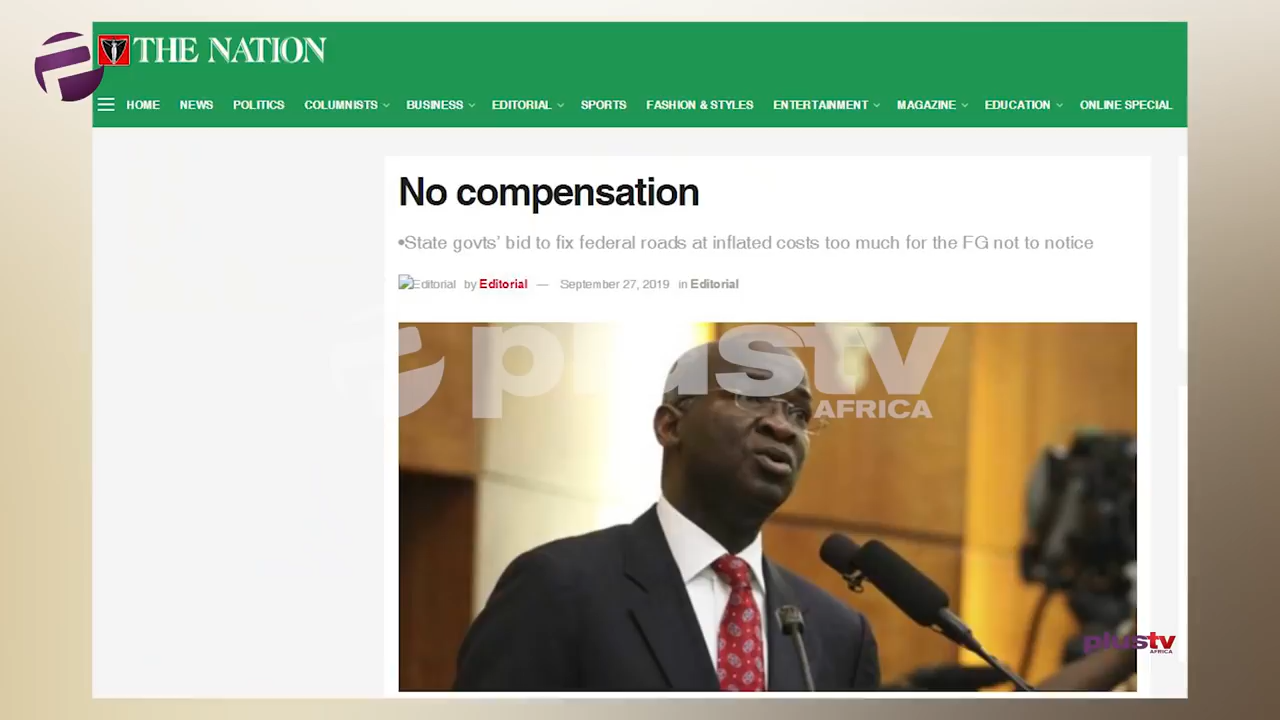 THE NATION
HOME NEWS POLITICS COLUMNISTS BUSINESS EDITORIAL SPORTS FASHION & STYLES ENTERTAINMENT MAGAZINE EDUCATION ONLINE SPECIAL
No compensation
•State govts' bid to fix federal roads at inflated costs too much for the FG not to notice
Editorial by Editorial — September 27, 2019 in Editorial
plustv
AFRICA
plustv
AFRICA